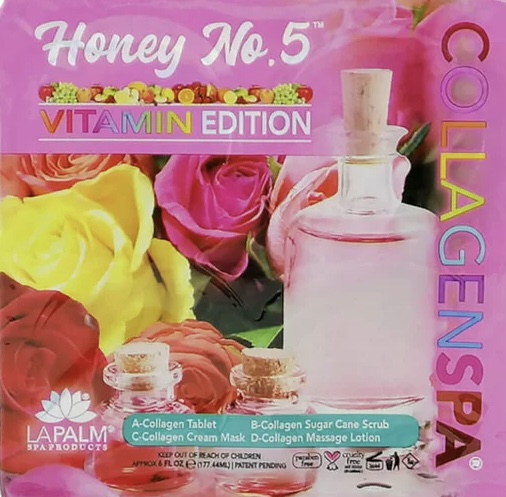 Honey No.5™
VITAMIN EDITION
COLLAGENSPA®
A-Collagen Tablet B-Collagen Sugar Cane Scrub
C-Collagen Cream Mask D-Collagen Massage Lotion
LAPALM®
SPA PRODUCTS
KEEP OUT OF REACH OF CHILDREN
APPROX 6 FL OZ ℮ (177.44ML) | PATENT PENDING
paraben free
cruelty free